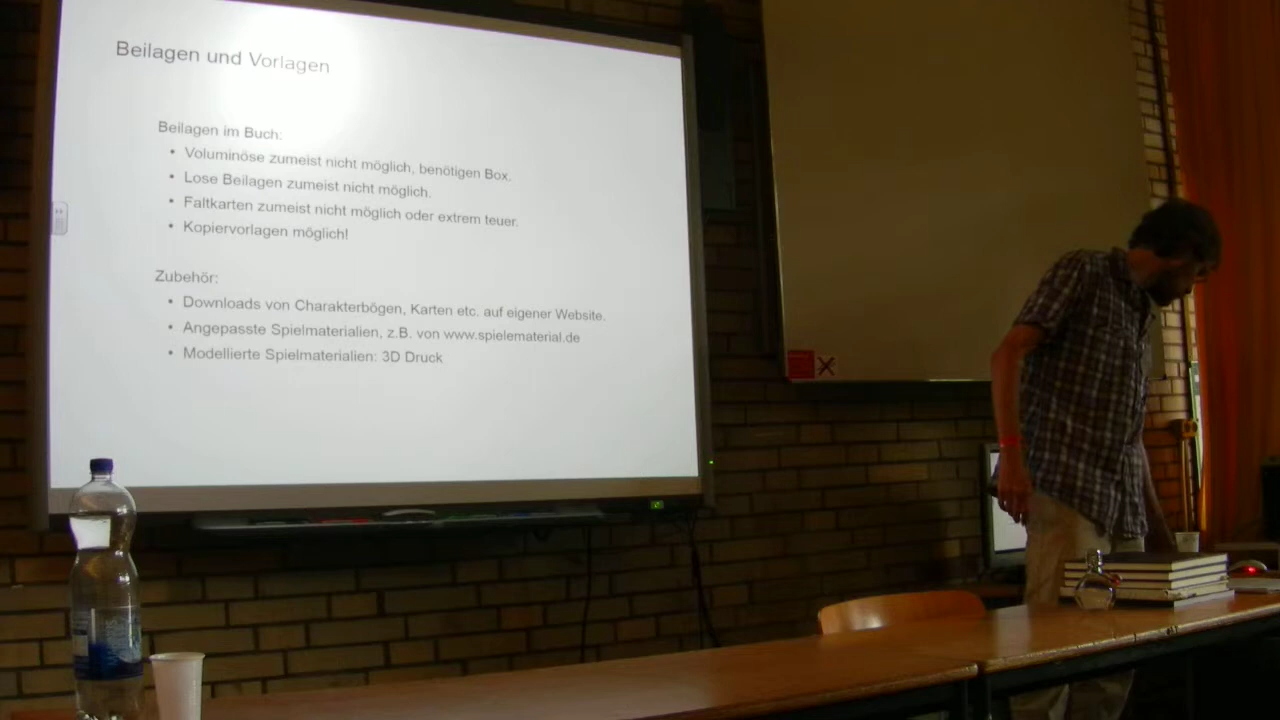 Beilagen und Vorlagen
Beilagen im Buch:
• Voluminöse zumeist nicht möglich, benötigen Box.
• Lose Beilagen zumeist nicht möglich.
• Faltkarten zumeist nicht möglich oder extrem teuer.
• Kopiervorlagen möglich!
Zubehör:
• Downloads von Charakterbögen, Karten etc. auf eigener Website.
• Angepasste Spielmaterialien, z.B. von www.spielematerial.de
• Modellierte Spielmaterialien: 3D Druck